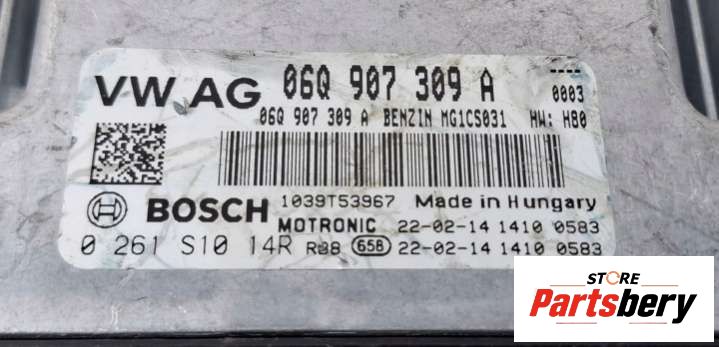 VW AG 06Q 907 309 A 0003
06Q 907 309 A BENZIN MG1CS031 HW: H80
1039T53967 Made in Hungary
BOSCH
MOTRONIC 22-02-14 1410 0583
0 261 S10 14R RBB 658 22-02-14 1410 0583
STORE
Partsbery